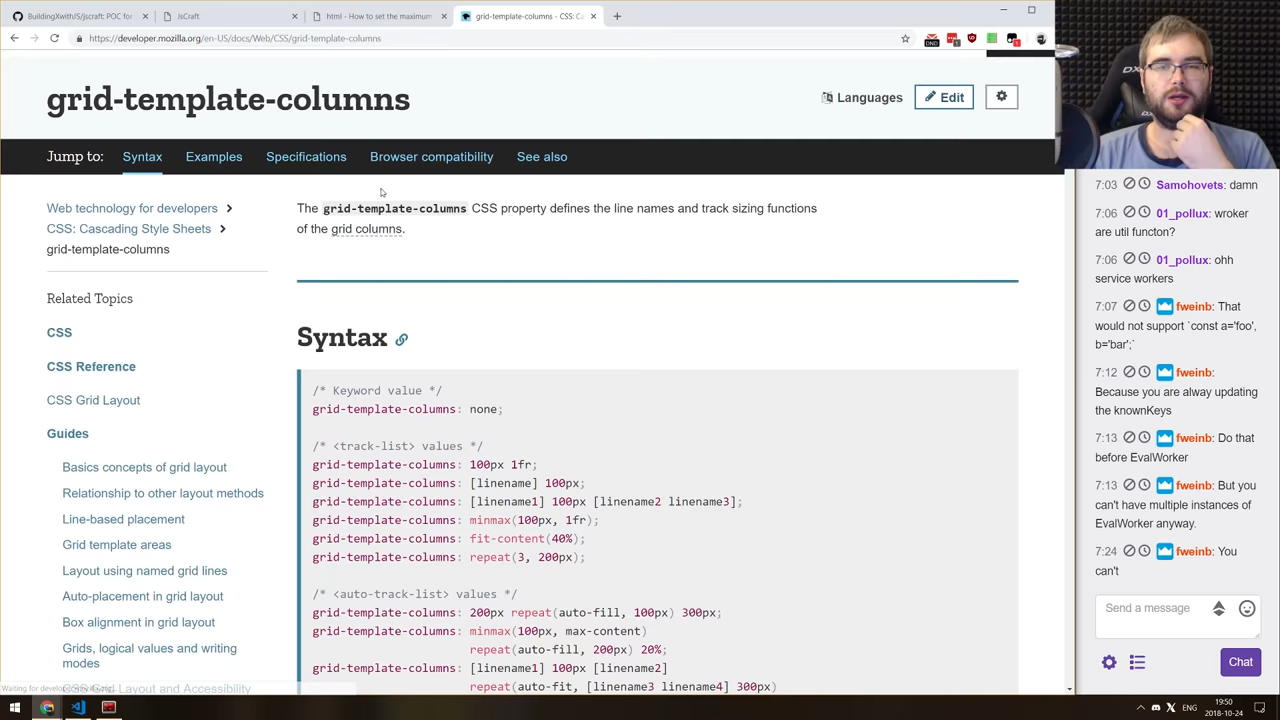 BuildingXwithJS/jscraft: POC for
JsCraft
html - How to set the maximum
grid-template-columns - CSS: Ca
https://developer.mozilla.org/en-US/docs/Web/CSS/grid-template-columns
grid-template-columns
Languages
Edit
Jump to:
Syntax
Examples
Specifications
Browser compatibility
See also
Web technology for developers
CSS: Cascading Style Sheets
grid-template-columns
Related Topics
CSS
CSS Reference
CSS Grid Layout
Guides
Basics concepts of grid layout
Relationship to other layout methods
Line-based placement
Grid template areas
Layout using named grid lines
Auto-placement in grid layout
Box alignment in grid layout
Grids, logical values and writing
modes
CSS Grid Layout and Accessibility
The grid-template-columns CSS property defines the line names and track sizing functions
of the grid columns.
Syntax
/* Keyword value */
grid-template-columns: none;
/* <track-list> values */
grid-template-columns: 100px 1fr;
grid-template-columns: [linename] 100px;
grid-template-columns: [linename1] 100px [linename2 linename3];
grid-template-columns: minmax(100px, 1fr);
grid-template-columns: fit-content(40%);
grid-template-columns: repeat(3, 200px);
/* <auto-track-list> values */
grid-template-columns: 200px repeat(auto-fill, 100px) 300px;
grid-template-columns: minmax(100px, max-content)
repeat(auto-fill, 200px) 20%;
grid-template-columns: [linename1] 100px [linename2]
repeat(auto-fit, [linename3 linename4] 300px)
7:03 Samohovets: damn
7:06 01_pollux: wroker
are util functon?
7:06 01_pollux: ohh
service workers
7:07 fweinb: That
would not support `const a='foo',
b='bar';`
7:12 fweinb:
Because you are alway updating
the knownKeys
7:13 fweinb: Do that
before EvalWorker
7:13 fweinb: But you
can't have multiple instances of
EvalWorker anyway.
7:24 fweinb: You
can't
Send a message
Chat
ENG
19:50
2018-10-24